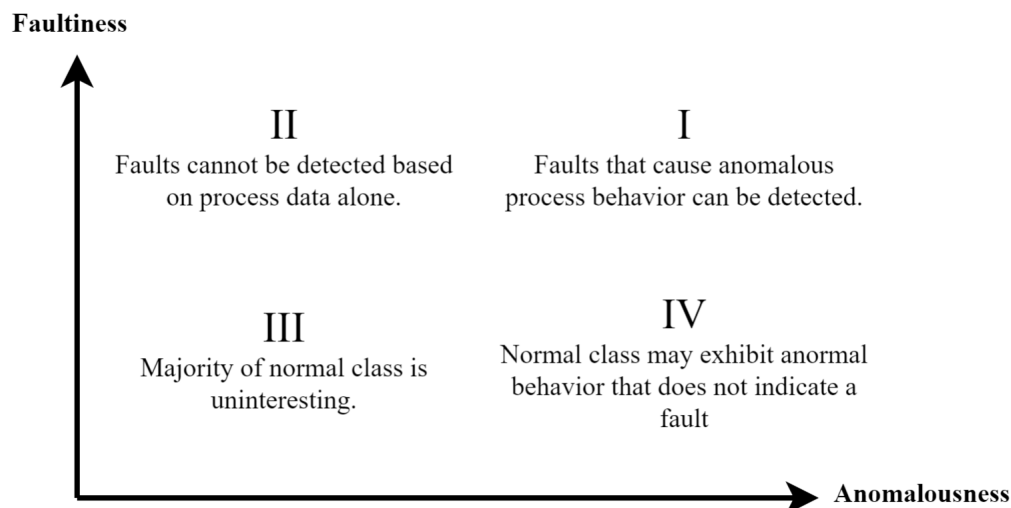 Faultiness
II
Faults cannot be detected based
on process data alone.
I
Faults that cause anomalous
process behavior can be detected.
III
Majority of normal class is
uninteresting.
IV
Normal class may exhibit anormal
behavior that does not indicate a
fault
Anomalousness